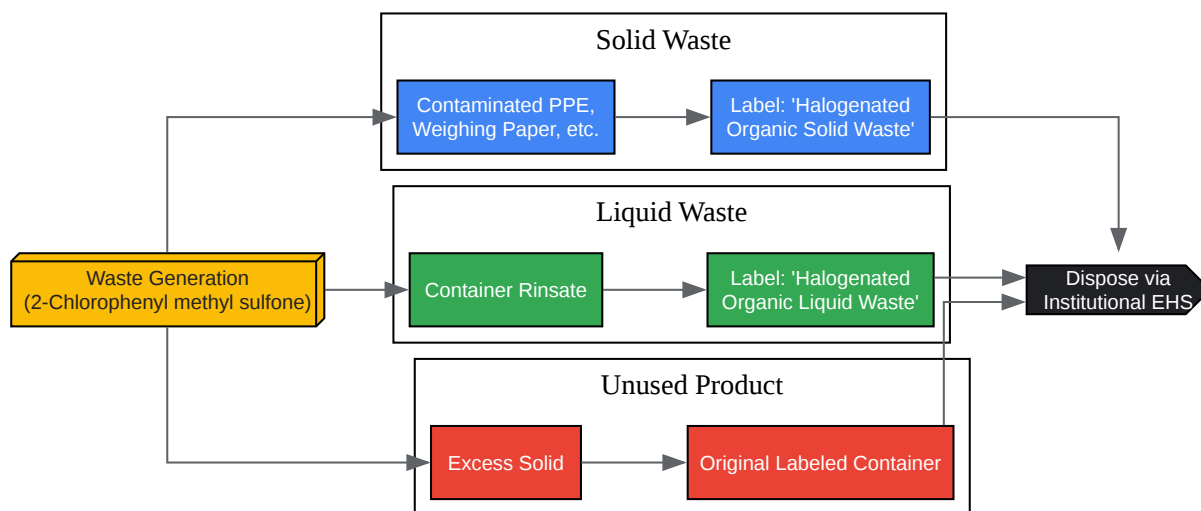 Solid Waste
Contaminated PPE,
Weighing Paper, etc.
Label: 'Halogenated
Organic Solid Waste'
Liquid Waste
Waste Generation
(2-Chlorophenyl methyl sulfone)
Container Rinsate
Label: 'Halogenated
Organic Liquid Waste'
Dispose via
Institutional EHS
Unused Product
Excess Solid
Original Labeled Container